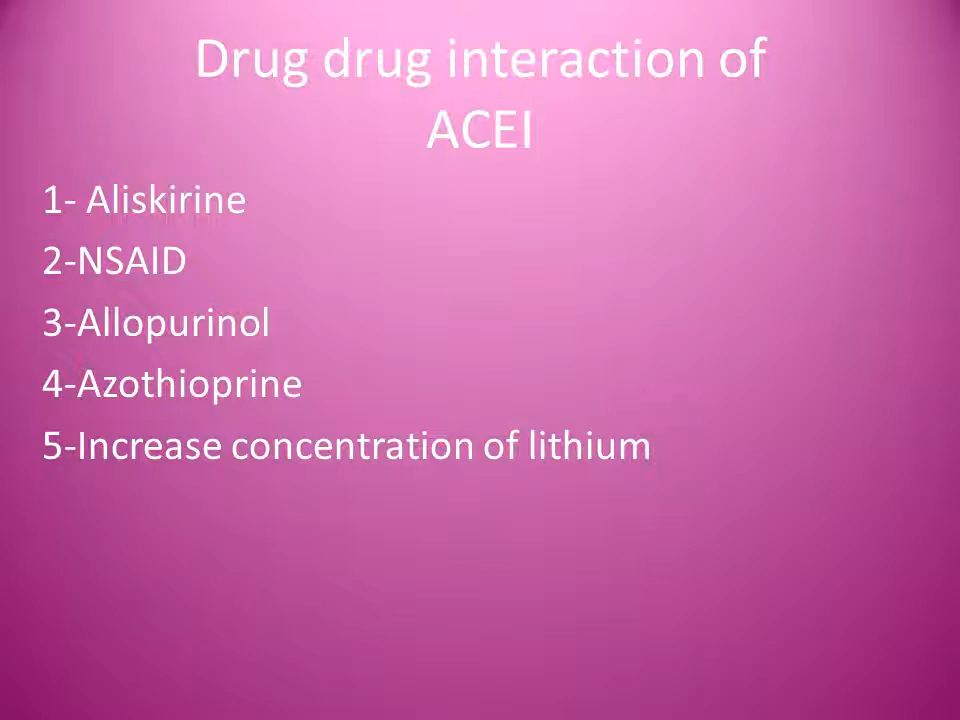 Drug drug interaction of
ACEI
1- Aliskirine
2-NSAID
3-Allopurinol
4-Azothioprine
5-Increase concentration of lithium